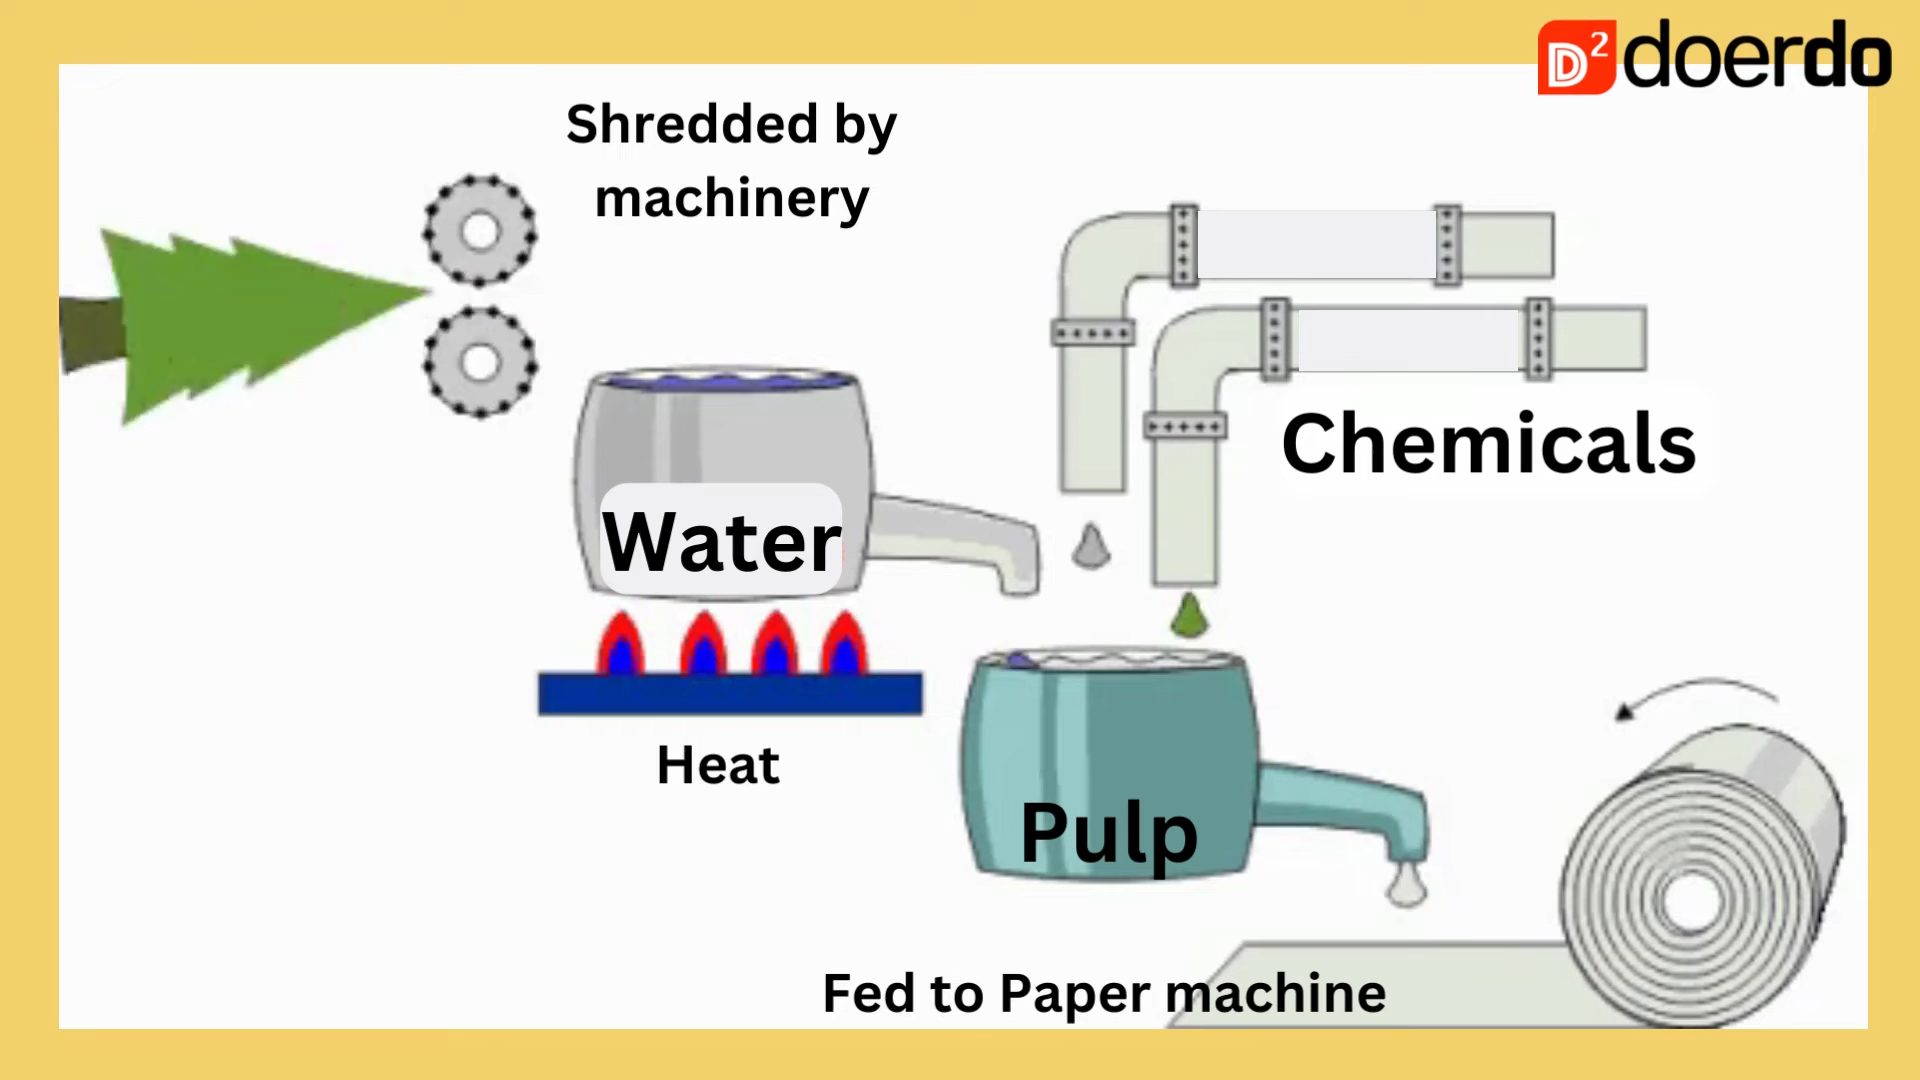 D2 doerdo
Shredded by
machinery
Chemicals
Water
Heat
Pulp
Fed to Paper machine